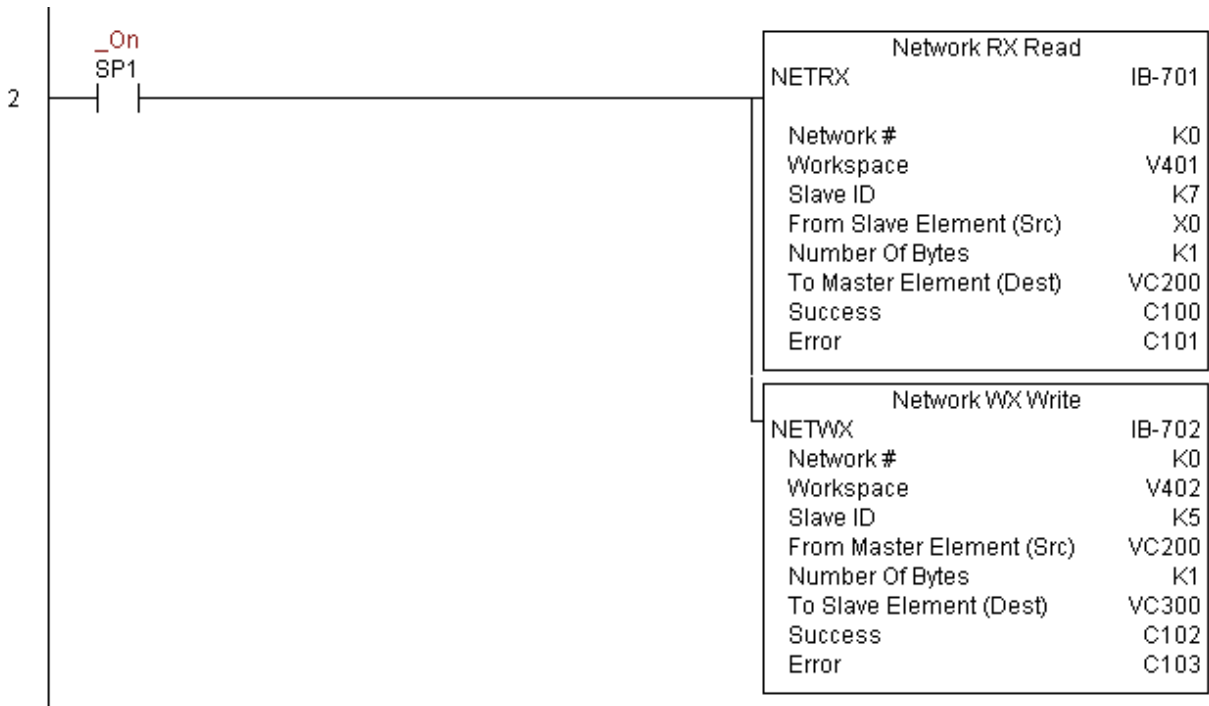 _On
SP1
2
Network RX Read
NETRX IB-701
Network # K0
Workspace V401
Slave ID K7
From Slave Element (Src) X0
Number Of Bytes K1
To Master Element (Dest) VC200
Success C100
Error C101
Network WX Write
NETWX IB-702
Network # K0
Workspace V402
Slave ID K5
From Master Element (Src) VC200
Number Of Bytes K1
To Slave Element (Dest) VC300
Success C102
Error C103